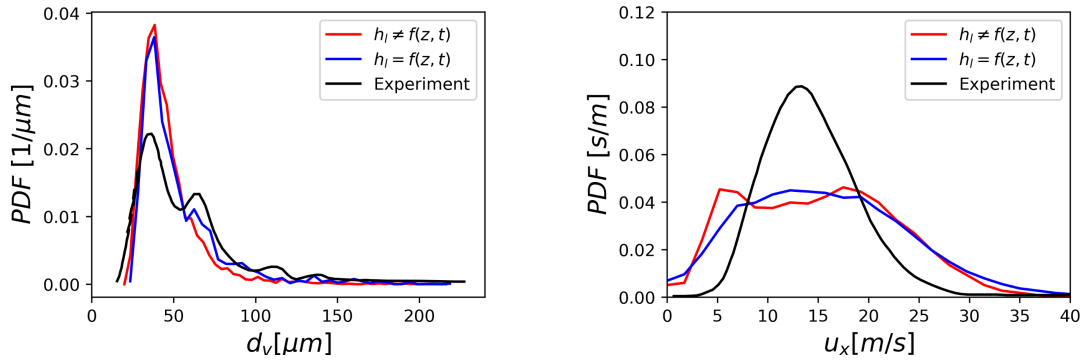 0.04
0.03
0.02
0.01
0.00
PDF [1/μm]
0 50 100 150 200
d_v[μm]
h_l ≠ f(z, t)
h_l = f(z, t)
Experiment
0.12
0.10
0.08
0.06
0.04
0.02
0.00
PDF [s/m]
0 5 10 15 20 25 30 35 40
u_x[m/s]
h_l ≠ f(z, t)
h_l = f(z, t)
Experiment